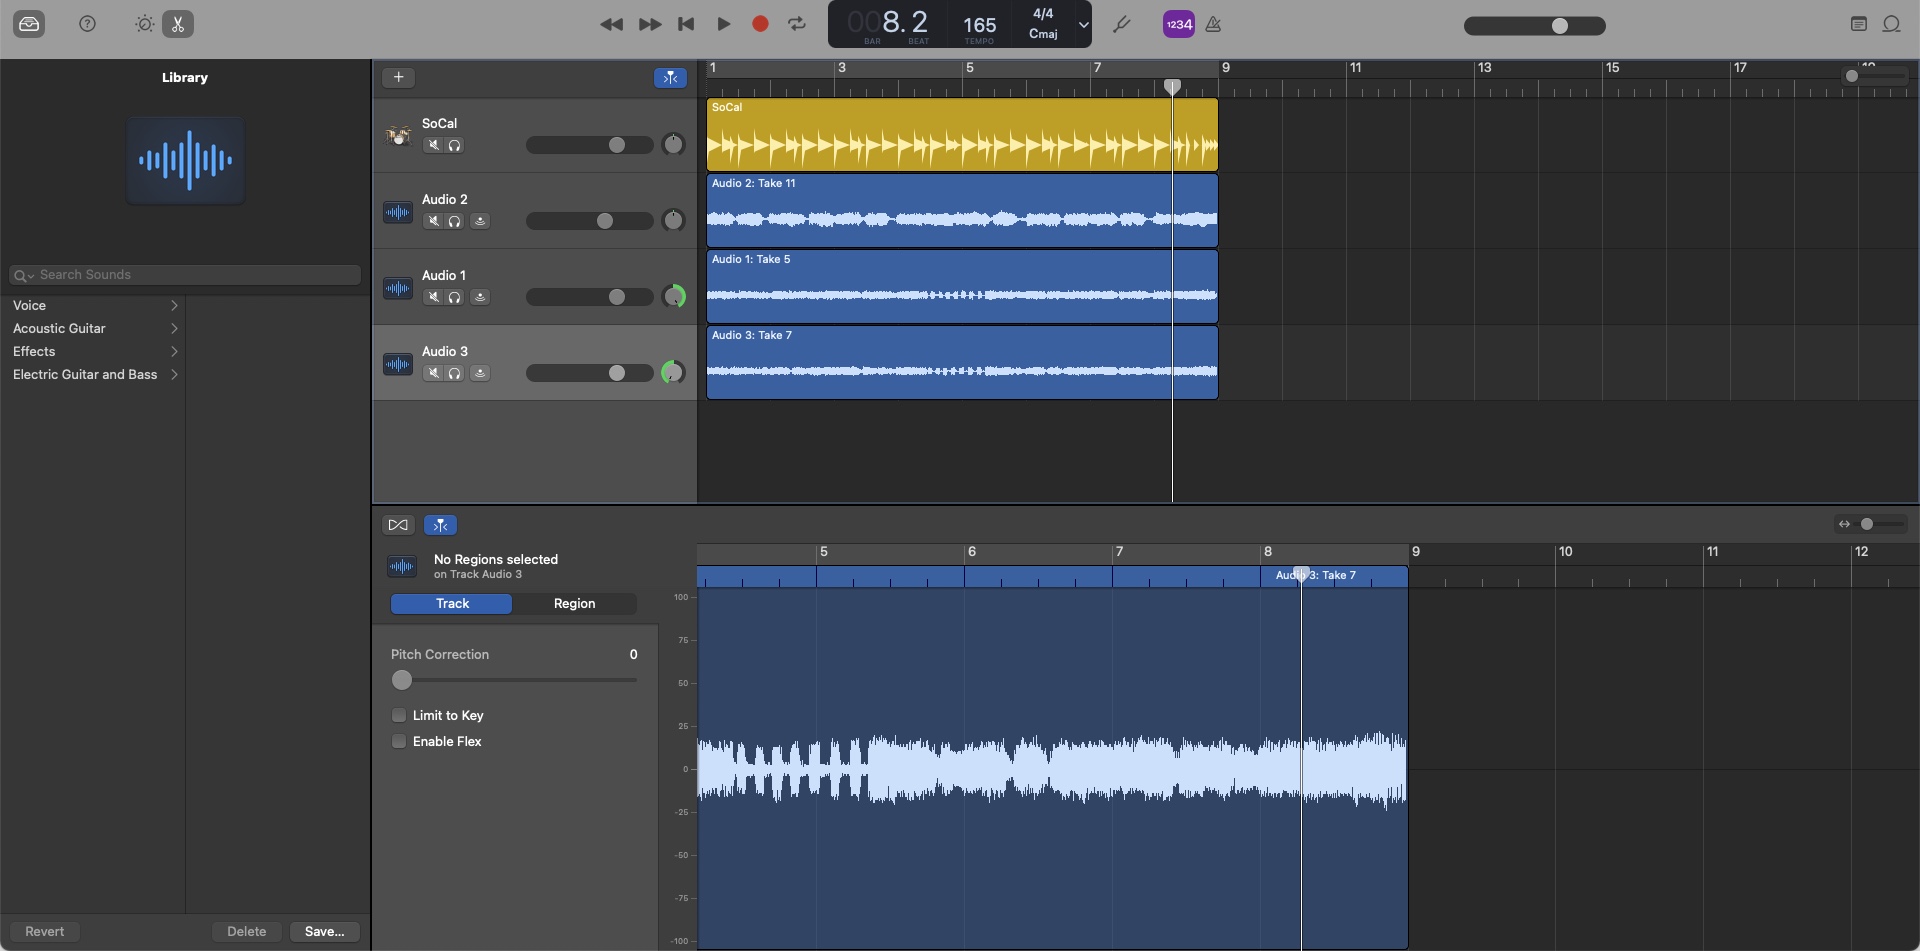 008.2
BAR
BEAT
165
TEMPO
4/4
Cmaj
1234
Library
Search Sounds
Voice
Acoustic Guitar
Effects
Electric Guitar and Bass
Revert
Delete
Save...
+
1
3
5
7
9
11
13
15
17
SoCal
Audio 2
Audio 1
Audio 3
SoCal
Audio 2: Take 11
Audio 1: Take 5
Audio 3: Take 7
No Regions selected
on Track Audio 3
Track
Region
Pitch Correction
0
Limit to Key
Enable Flex
5
6
7
8
9
10
11
12
Audio 3: Take 7
100
75
50
25
0
-25
-50
-75
-100